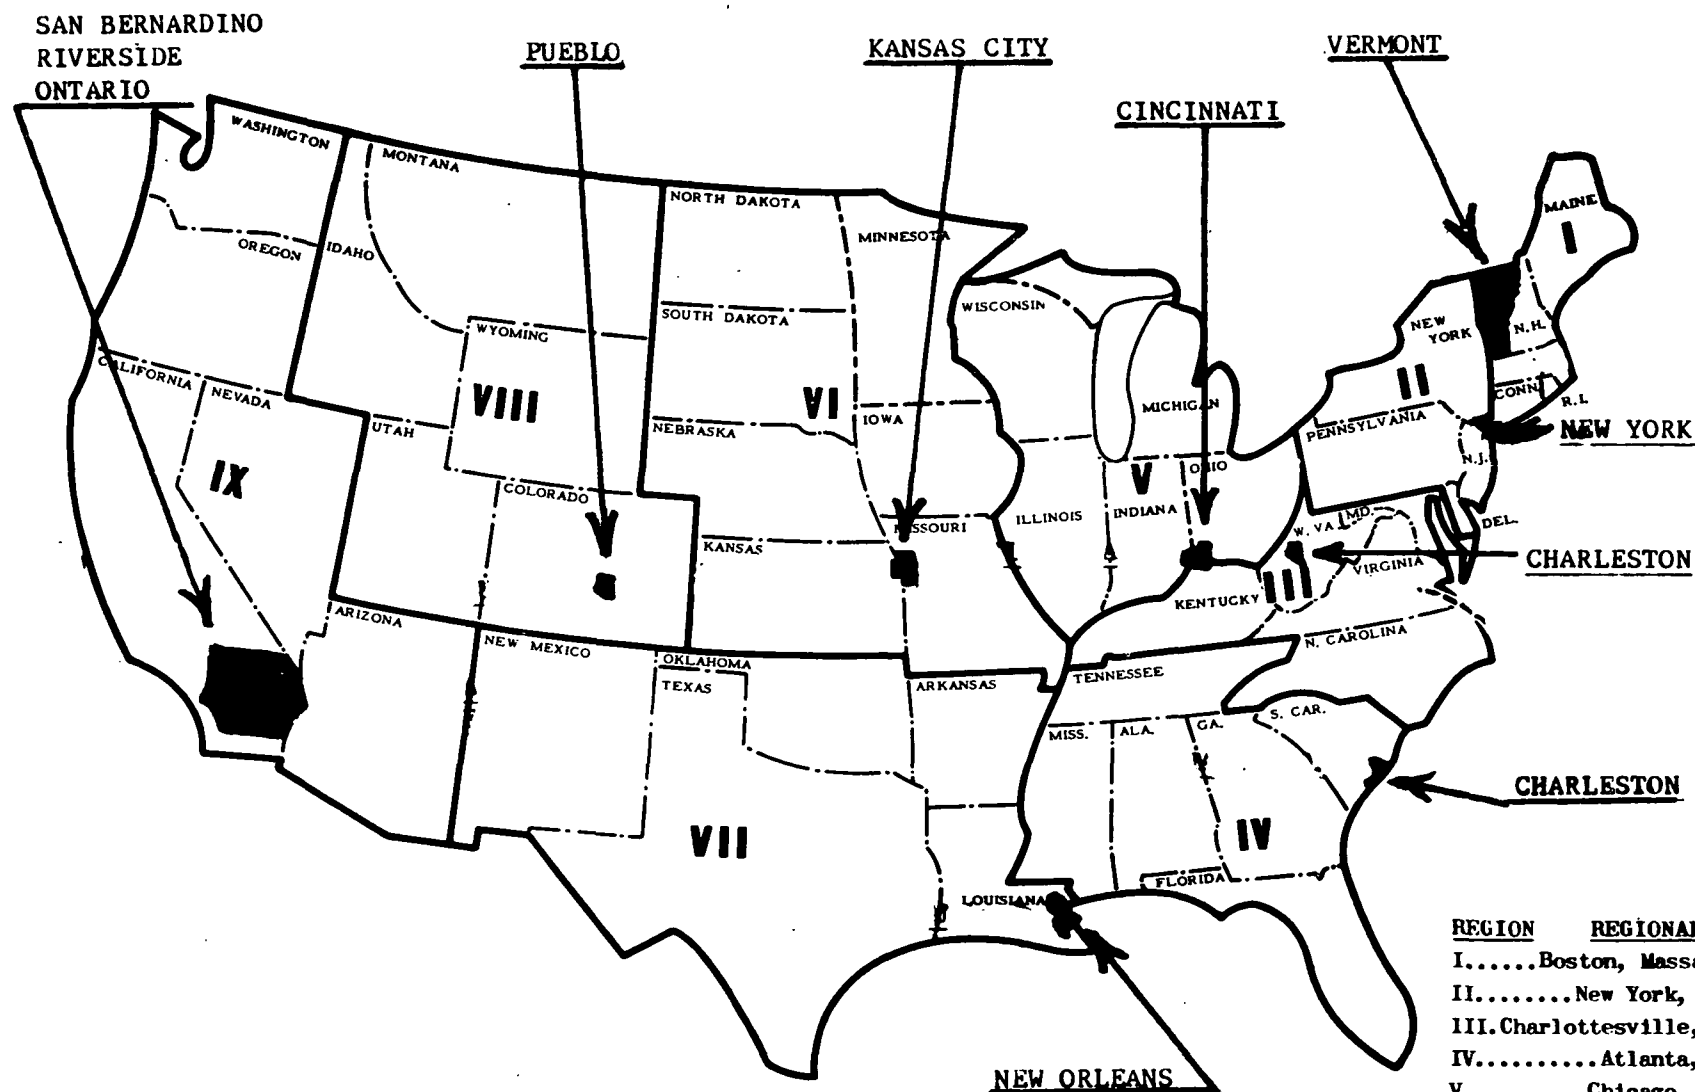 SAN BERNARDINO
RIVERSIDE
ONTARIO
PUEBLO
KANSAS CITY
VERMONT
CINCINNATI
WASHINGTON
MONTANA
NORTH DAKOTA
MINNESOTA
MAINE
I
OREGON
IDAHO
WISCONSIN
SOUTH DAKOTA
WYOMING
NEW
YORK
N.H.
CALIFORNIA
NEVADA
VIII
VI
II
CONN.
R.I.
UTAH
NEBRASKA
IOWA
MICHIGAN
PENNSYLVANIA
NEW YORK
N.J.
IX
COLORADO
V
OHIO
MISSOURI
ILLINOIS
INDIANA
W. VA.
MD.
DEL.
KANSAS
VIRGINIA
CHARLESTON
III
KENTUCKY
ARIZONA
NEW MEXICO
OKLAHOMA
TEXAS
ARKANSAS
TENNESSEE
N. CAROLINA
MISS.
ALA.
GA.
S. CAR.
CHARLESTON
VII
IV
FLORIDA
LOUISIANA
NEW ORLEANS
REGION REGIONAL
I......Boston, Massa
II........New York,
III.Charlottesville,
IV..........Atlanta,
V Chicago